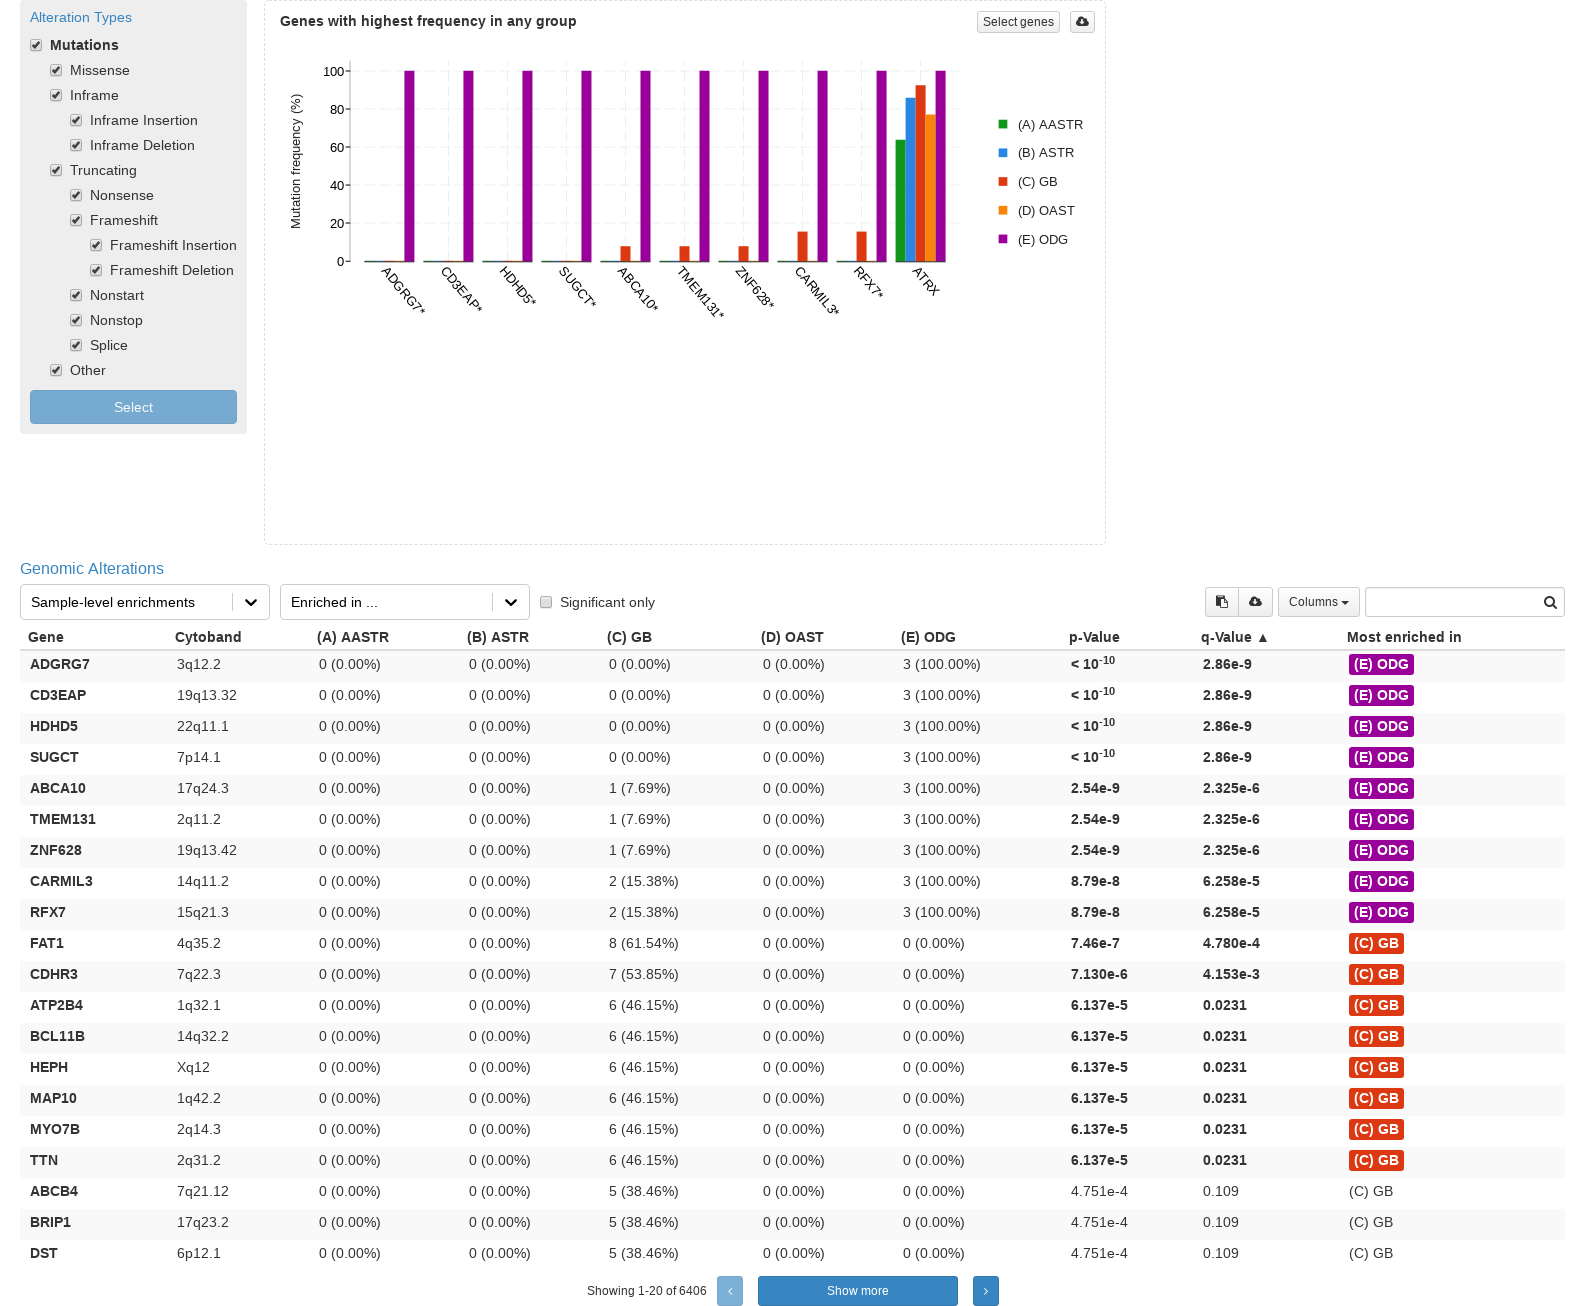 Alteration Types
Mutations
Missense
Inframe
Inframe Insertion
Inframe Deletion
Truncating
Nonsense
Frameshift
Frameshift Insertion
Frameshift Deletion
Nonstart
Nonstop
Splice
Other
Select
Genes with highest frequency in any group
Select genes
Mutation frequency (%)
100
80
60
40
20
0
ADGRG7*
CD3EAP*
HDHD5*
SUGCT*
ABCA10*
TMEM131*
ZNF628*
CARMIL3*
RFX7*
ATRX
(A) AASTR
(B) ASTR
(C) GB
(D) OAST
(E) ODG
Genomic Alterations
Sample-level enrichments Enriched in ... Significant only Columns
Gene Cytoband (A) AASTR (B) ASTR (C) GB (D) OAST (E) ODG p-Value q-Value ▲ Most enriched in
ADGRG7 3q12.2 0 (0.00%) 0 (0.00%) 0 (0.00%) 0 (0.00%) 3 (100.00%) < 10-10 2.86e-9 (E) ODG
CD3EAP 19q13.32 0 (0.00%) 0 (0.00%) 0 (0.00%) 0 (0.00%) 3 (100.00%) < 10-10 2.86e-9 (E) ODG
HDHD5 22q11.1 0 (0.00%) 0 (0.00%) 0 (0.00%) 0 (0.00%) 3 (100.00%) < 10-10 2.86e-9 (E) ODG
SUGCT 7p14.1 0 (0.00%) 0 (0.00%) 0 (0.00%) 0 (0.00%) 3 (100.00%) < 10-10 2.86e-9 (E) ODG
ABCA10 17q24.3 0 (0.00%) 0 (0.00%) 1 (7.69%) 0 (0.00%) 3 (100.00%) 2.54e-9 2.325e-6 (E) ODG
TMEM131 2q11.2 0 (0.00%) 0 (0.00%) 1 (7.69%) 0 (0.00%) 3 (100.00%) 2.54e-9 2.325e-6 (E) ODG
ZNF628 19q13.42 0 (0.00%) 0 (0.00%) 1 (7.69%) 0 (0.00%) 3 (100.00%) 2.54e-9 2.325e-6 (E) ODG
CARMIL3 14q11.2 0 (0.00%) 0 (0.00%) 2 (15.38%) 0 (0.00%) 3 (100.00%) 8.79e-8 6.258e-5 (E) ODG
RFX7 15q21.3 0 (0.00%) 0 (0.00%) 2 (15.38%) 0 (0.00%) 3 (100.00%) 8.79e-8 6.258e-5 (E) ODG
FAT1 4q35.2 0 (0.00%) 0 (0.00%) 8 (61.54%) 0 (0.00%) 0 (0.00%) 7.46e-7 4.780e-4 (C) GB
CDHR3 7q22.3 0 (0.00%) 0 (0.00%) 7 (53.85%) 0 (0.00%) 0 (0.00%) 7.130e-6 4.153e-3 (C) GB
ATP2B4 1q32.1 0 (0.00%) 0 (0.00%) 6 (46.15%) 0 (0.00%) 0 (0.00%) 6.137e-5 0.0231 (C) GB
BCL11B 14q32.2 0 (0.00%) 0 (0.00%) 6 (46.15%) 0 (0.00%) 0 (0.00%) 6.137e-5 0.0231 (C) GB
HEPH Xq12 0 (0.00%) 0 (0.00%) 6 (46.15%) 0 (0.00%) 0 (0.00%) 6.137e-5 0.0231 (C) GB
MAP10 1q42.2 0 (0.00%) 0 (0.00%) 6 (46.15%) 0 (0.00%) 0 (0.00%) 6.137e-5 0.0231 (C) GB
MYO7B 2q14.3 0 (0.00%) 0 (0.00%) 6 (46.15%) 0 (0.00%) 0 (0.00%) 6.137e-5 0.0231 (C) GB
TTN 2q31.2 0 (0.00%) 0 (0.00%) 6 (46.15%) 0 (0.00%) 0 (0.00%) 6.137e-5 0.0231 (C) GB
ABCB4 7q21.12 0 (0.00%) 0 (0.00%) 5 (38.46%) 0 (0.00%) 0 (0.00%) 4.751e-4 0.109 (C) GB
BRIP1 17q23.2 0 (0.00%) 0 (0.00%) 5 (38.46%) 0 (0.00%) 0 (0.00%) 4.751e-4 0.109 (C) GB
DST 6p12.1 0 (0.00%) 0 (0.00%) 5 (38.46%) 0 (0.00%) 0 (0.00%) 4.751e-4 0.109 (C) GB
Showing 1-20 of 6406 ‹ Show more ›